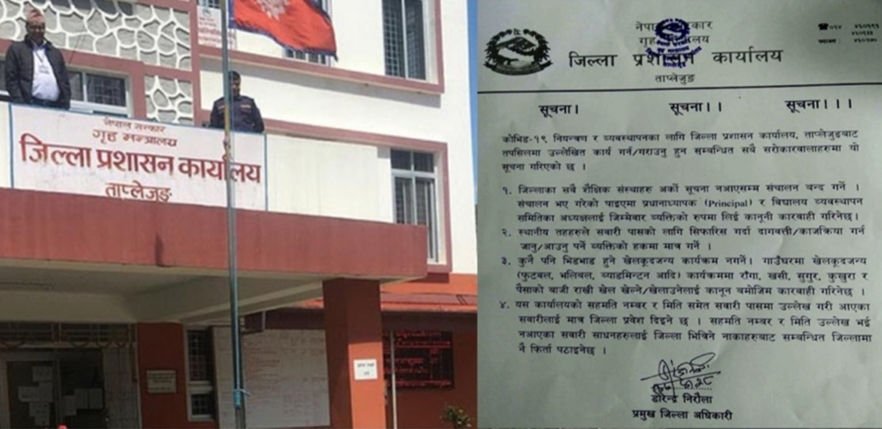 नेपाल सरकार
गृह मन्त्रालय
जिल्ला प्रशासन कार्यालय
ताप्लेजुङ
नेपाल सरकार
गृह मन्त्रालय
जिल्ला प्रशासन कार्यालय
ताप्लेजुङ
सूचना। सूचना।। सूचना।।।
कोभिड-१९ नियन्त्रण र व्यवस्थापनका लागि जिल्ला प्रशासन कार्यालय, ताप्लेजुङबाट
तपसिलमा उल्लेखित कार्य गर्न/गराउनु हुन सम्बन्धित सबै सरोकारवालाहरुमा यो
सूचना गरिएको छ ।
१. जिल्लाका सबै शैक्षिक संस्थाहरु अर्को सूचना नआएसम्म संचालन बन्द गर्ने ।
संचालन भए गरेको पाइएमा प्रधानाध्यापक (Principal) र विद्यालय व्यवस्थापन
समितिका अध्यक्षलाई जिम्मेवार व्यक्तिको रुपमा लिई कानूनी कारवाही गरिनेछ।
२. स्थानीय तहहरुले सवारी पासको लागि सिफारिस गर्दा दागवत्ती/काजकिरिया गर्न
जानु/आउनु पर्ने व्यक्तिको हकमा मात्र गर्ने ।
३. कुनै पनि भिडभाड हुने खेलकूदजन्य कार्यक्रम नगर्ने। गाउँघरमा खेलकूदजन्य
(फुटबल, भलिबल, ब्याडमिन्टन आदि) कार्यक्रममा राँगा, खसी, सुगुर, कुखुरा र
पैसाको बाजी राखी खेल खेल्ने/खेलाउनेलाई कानून बमोजिम कारवाही गरिनेछ ।
४. यस कार्यालयको सहमति नम्बर र मिति समेत सवारी पासमा उल्लेख गरी आएका
सवारीलाई मात्र जिल्ला प्रवेश दिइने छ । सहमति नम्बर र मिति उल्लेख भई
नआएका सवारी साधनहरुलाई जिल्ला भित्रिने नाकाहरुबाट सम्बन्धित जिल्लामा
नै फिर्ता पठाइनेछ ।
डोरेन्द्र निरौला
प्रमुख जिल्ला अधिकारी